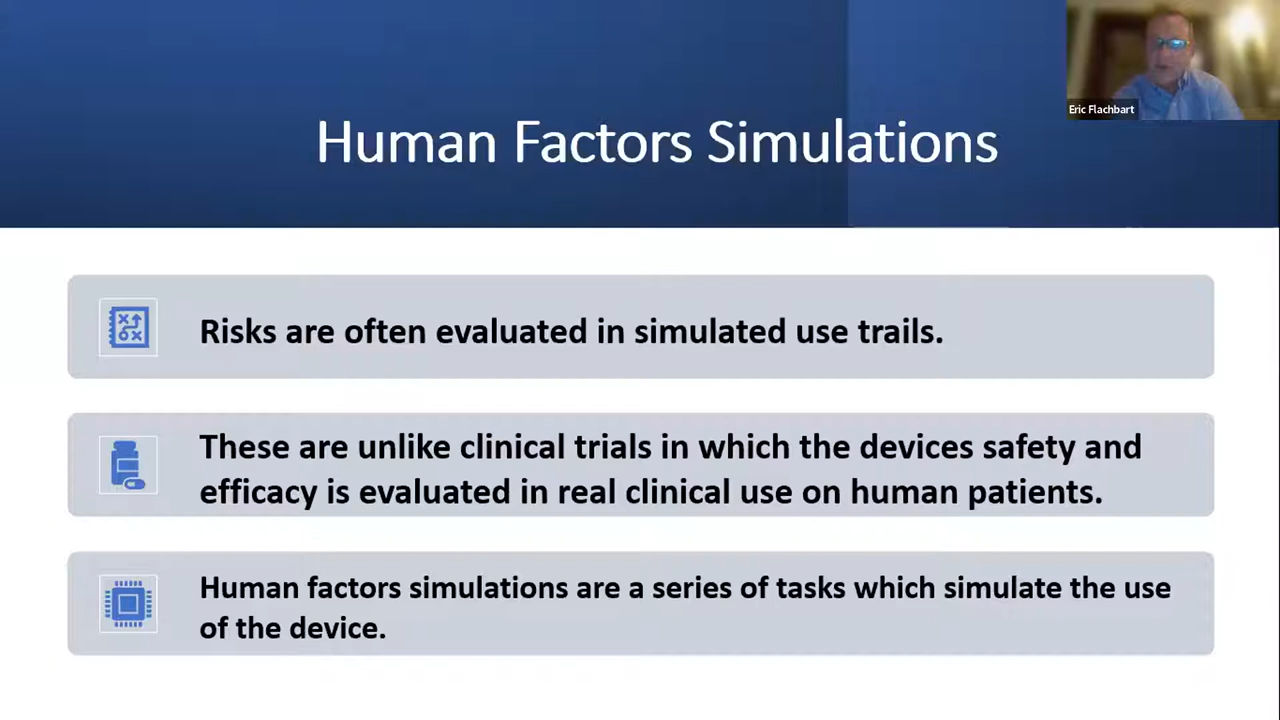 Eric Flachbart
Human Factors Simulations
Risks are often evaluated in simulated use trails.
These are unlike clinical trials in which the devices safety and
efficacy is evaluated in real clinical use on human patients.
Human factors simulations are a series of tasks which simulate the use
of the device.